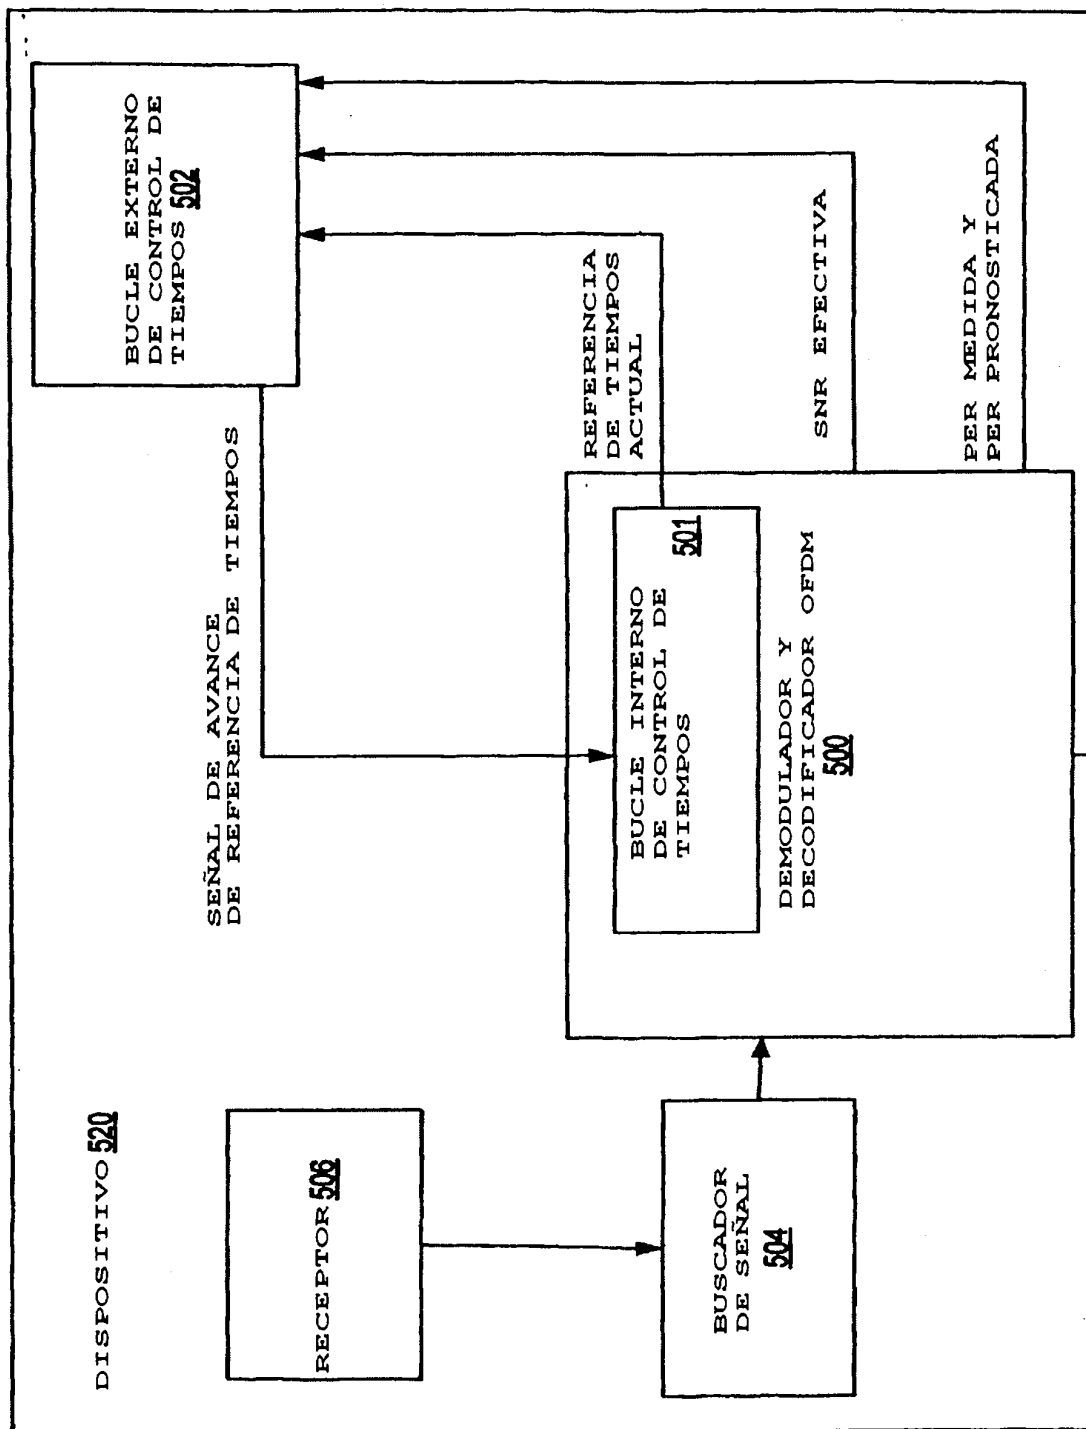 DISPOSITIVO 520
RECEPTOR 506
BUSCADOR
DE SEÑAL
504
SEÑAL DE AVANCE
DE REFERENCIA DE TIEMPOS
BUCLE EXTERNO
DE CONTROL DE
TIEMPOS 502
BUCLE INTERNO
DE CONTROL DE
TIEMPOS
501
DEMODULADOR Y
DECODIFICADOR OFDM
500
REFERENCIA
DE TIEMPOS
ACTUAL
SNR EFECTIVA
PER MEDIDA Y
PER PRONOSTICADA